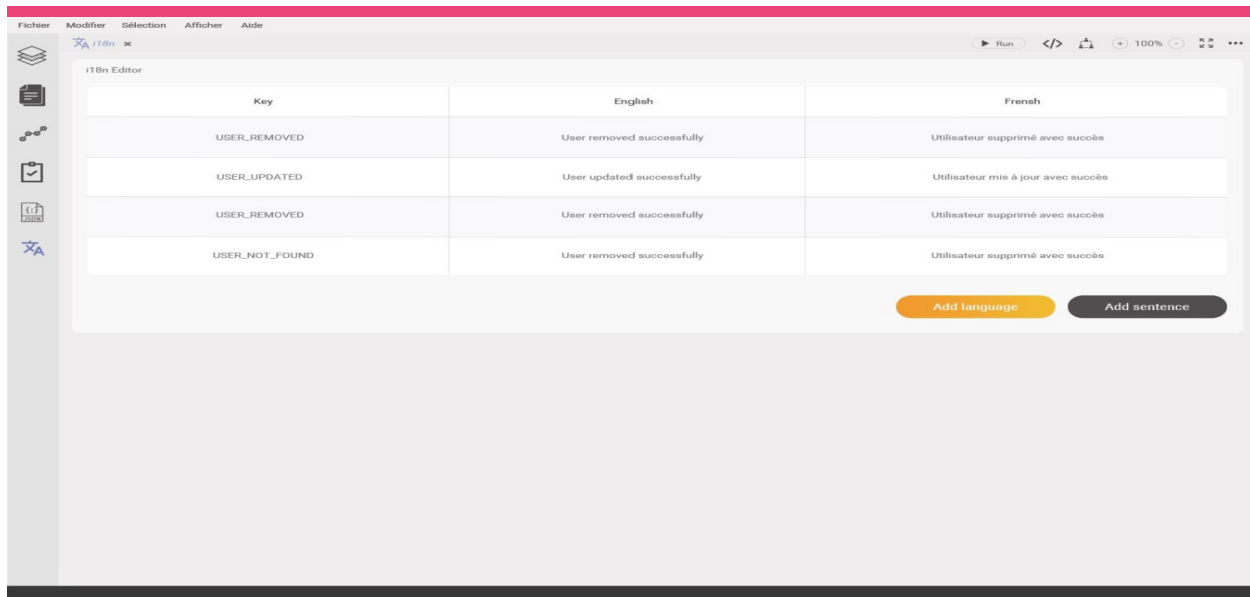 Fichier Modifier Sélection Afficher Aide
i18n
Run </> 100%
i18n Editor
Key English Frensh
USER_REMOVED User removed successfully Utilisateur supprimé avec succès
USER_UPDATED User updated successfully Utilisateur mis à jour avec succès
USER_REMOVED User removed successfully Utilisateur supprimé avec succès
USER_NOT_FOUND User removed successfully Utilisateur supprimé avec succès
Add language Add sentence
{:}
JSON